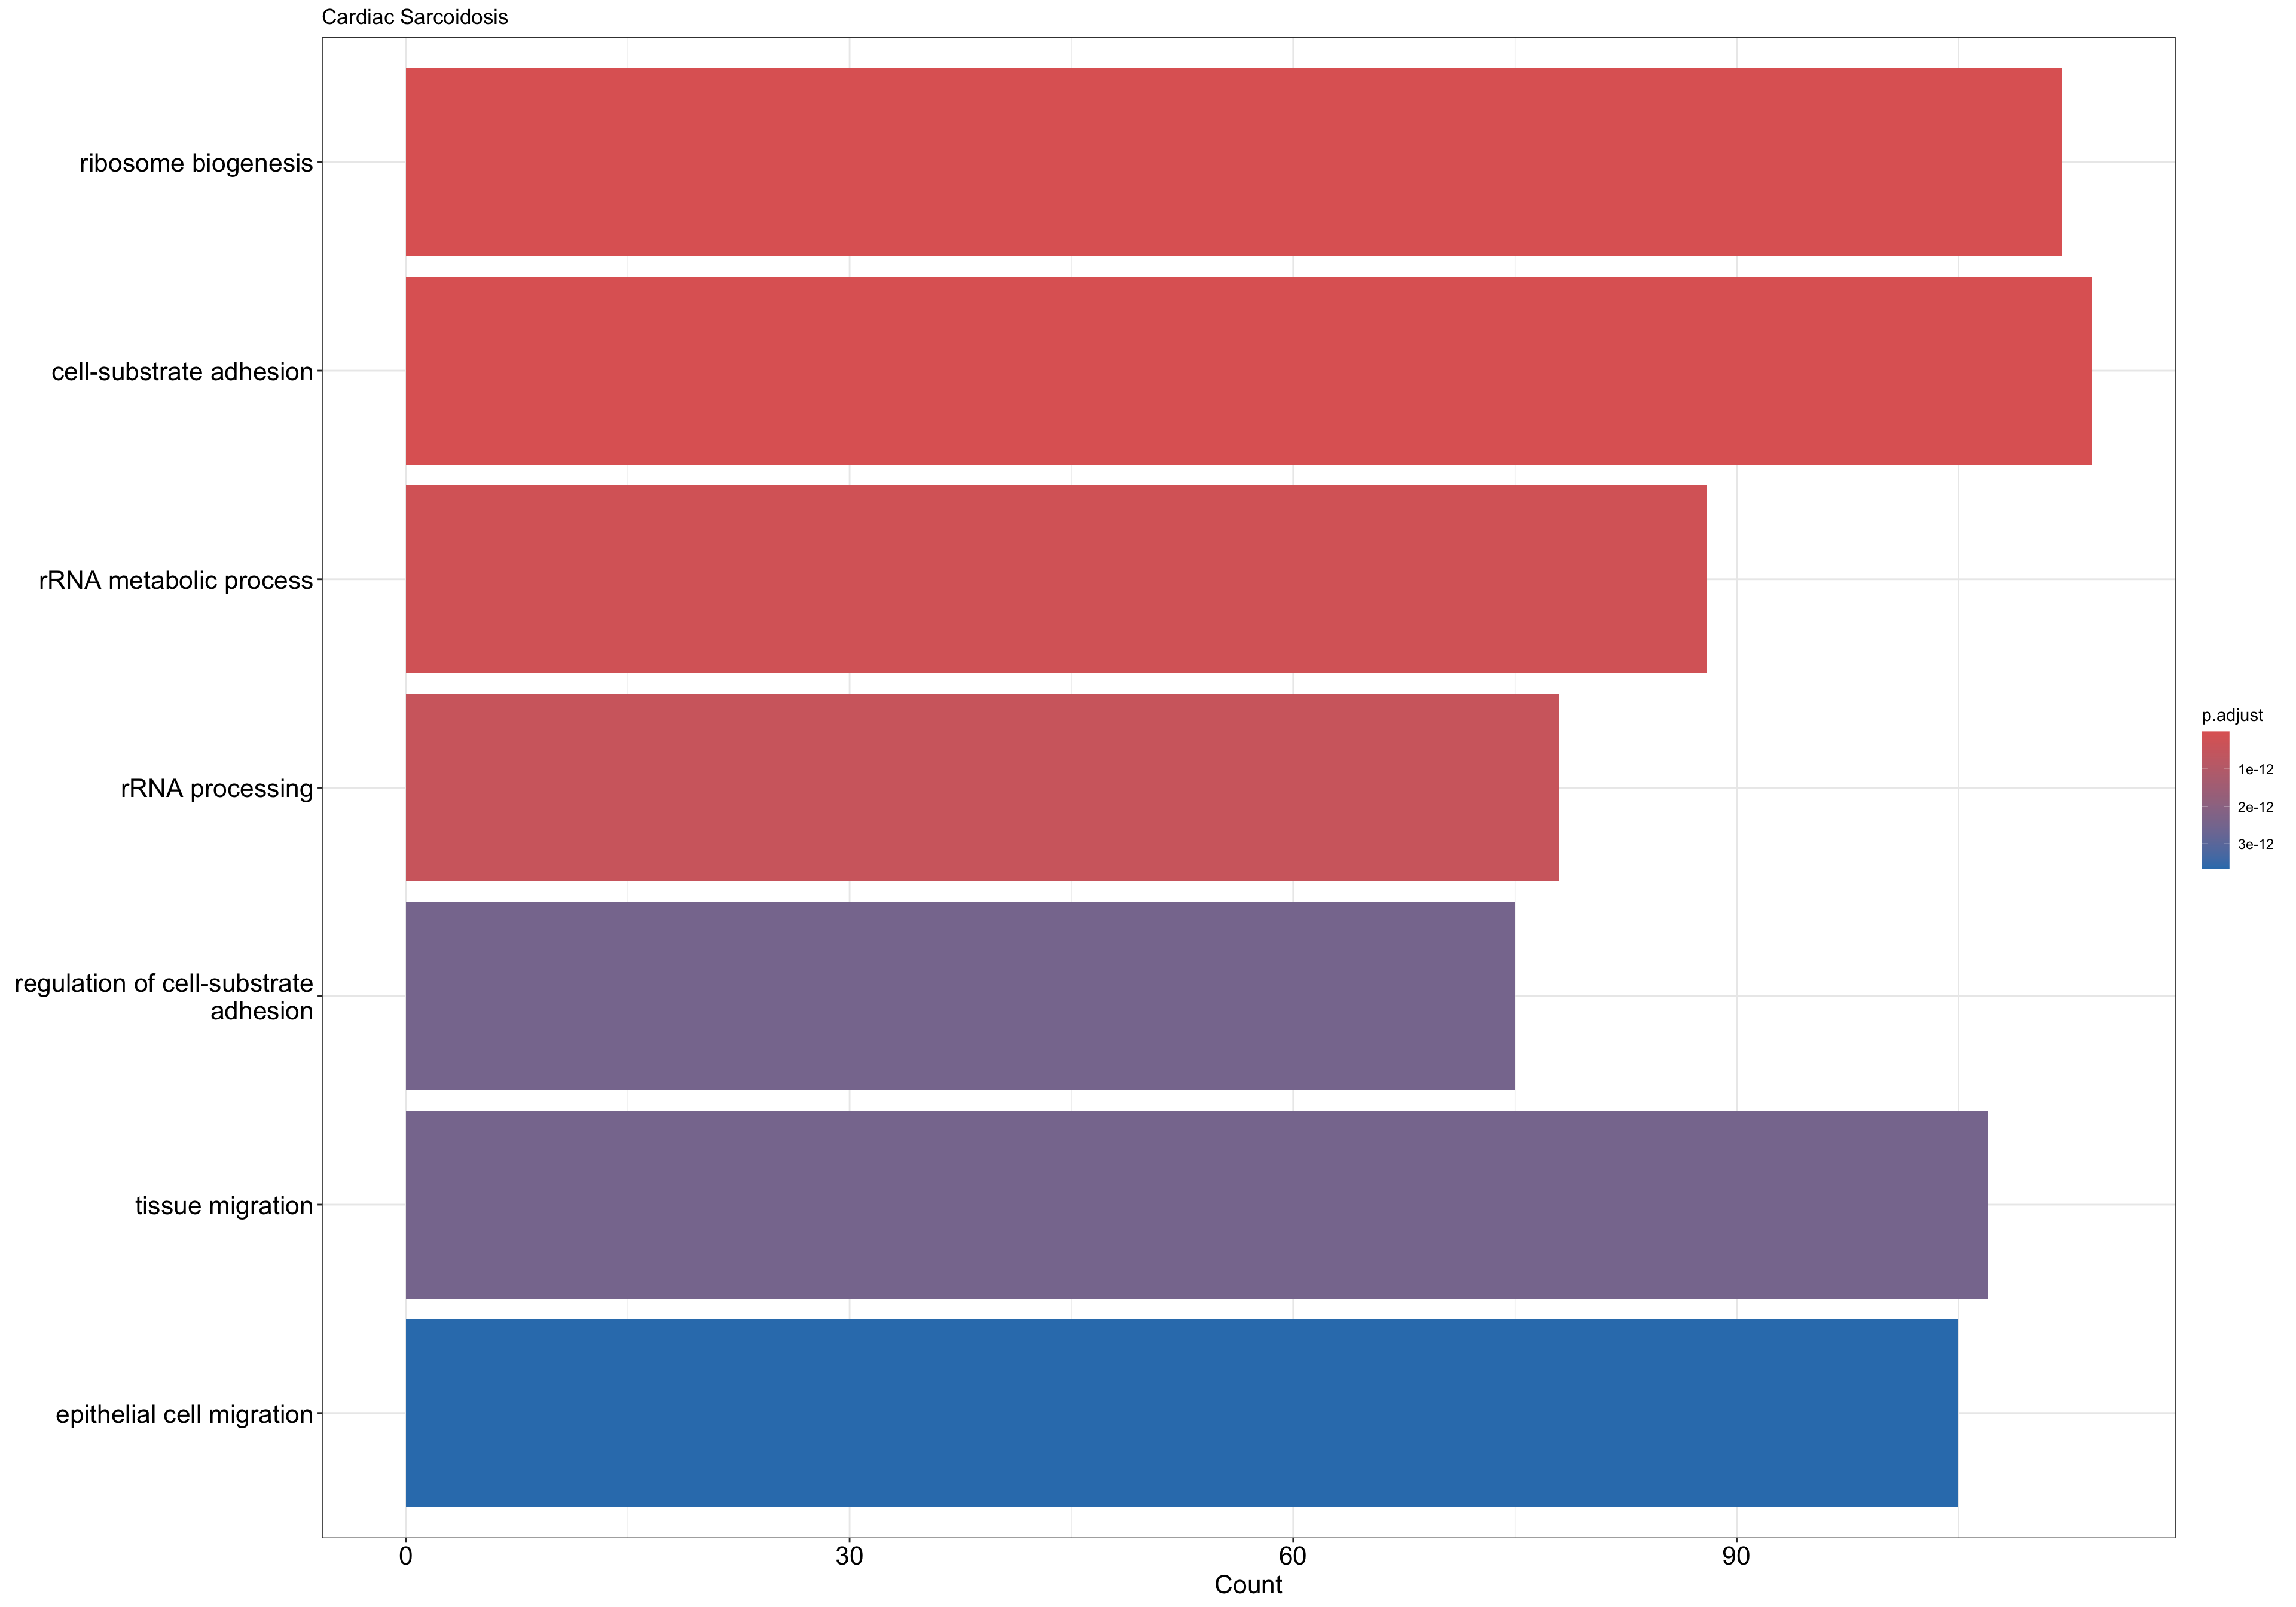 Cardiac Sarcoidosis
ribosome biogenesis
cell-substrate adhesion
rRNA metabolic process
rRNA processing
regulation of cell-substrate
adhesion
tissue migration
epithelial cell migration
0 30 60 90
Count
p.adjust
1e-12
2e-12
3e-12